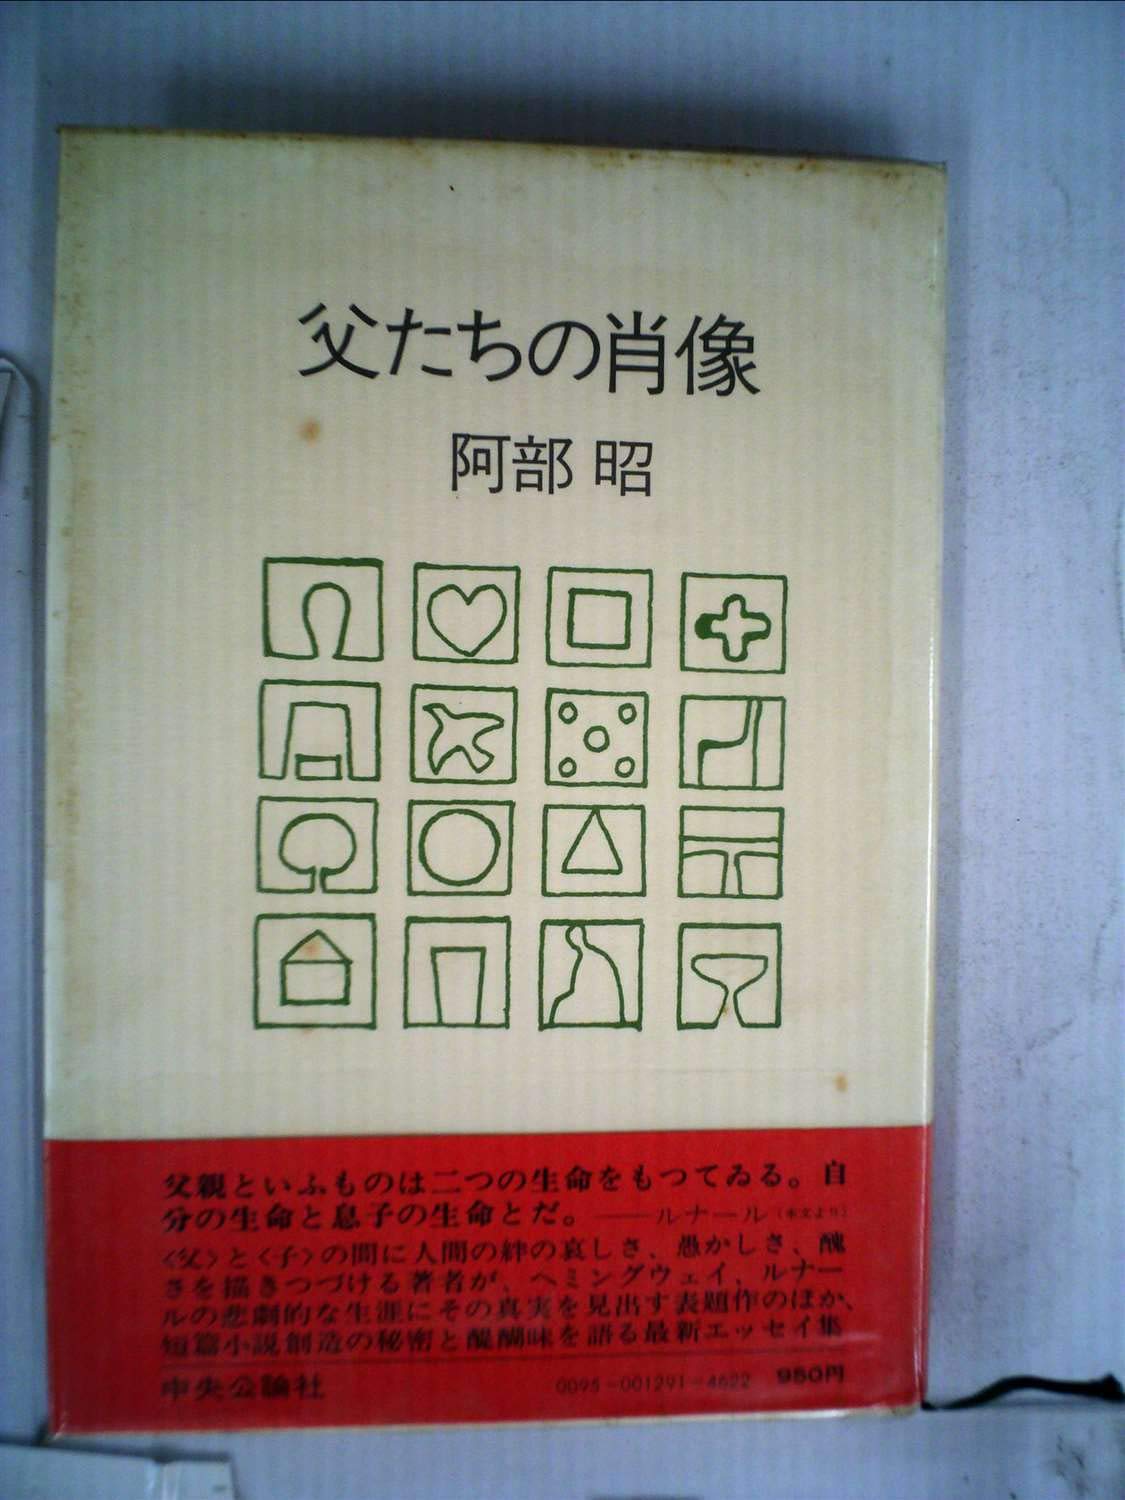 父たちの肖像
阿部 昭
父親といふものは二つの生命をもつてゐる。自
分の生命と息子の生命とだ。――ルナール（本文より）
〈父〉と〈子〉の間に人間の絆の哀しさ、愚かしさ、醜
さを描きつづける著者が、ヘミングウェイ、ルナー
ルの悲劇的な生涯にその真実を見出す表題作のほか、
短篇小説創造の秘密と醍醐味を語る最新エッセイ集
中央公論社 0095-001291-4622 980円